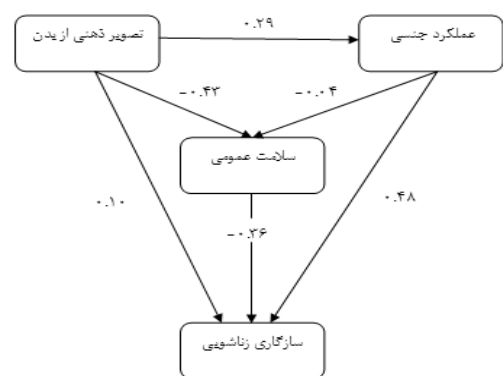 ۰.۲۹
تصویر ذهنی از بدن
عملکرد جنسی
-۰.۴۳
-۰.۰۴
سلامت عمومی
۰.۱۰
۰.۴۸
-۰.۳۶
سازگاری زناشویی